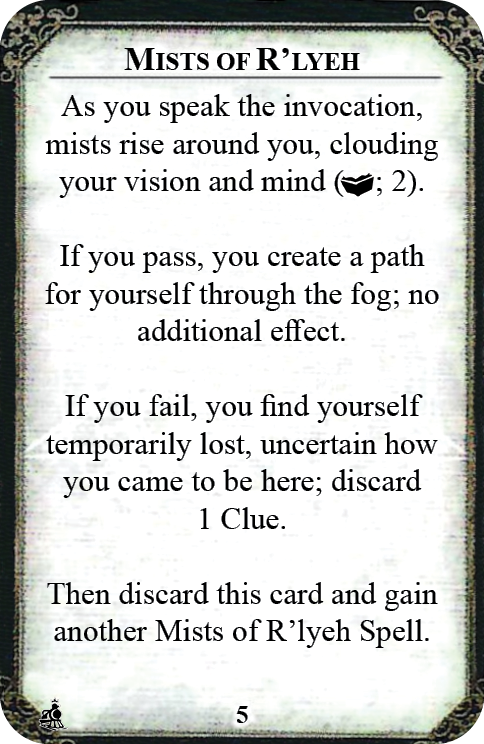 MISTS OF R’LYEH
As you speak the invocation,
mists rise around you, clouding
your vision and mind ( ; 2).
If you pass, you create a path
for yourself through the fog; no
additional effect.
If you fail, you find yourself
temporarily lost, uncertain how
you came to be here; discard
1 Clue.
Then discard this card and gain
another Mists of R’lyeh Spell.
5